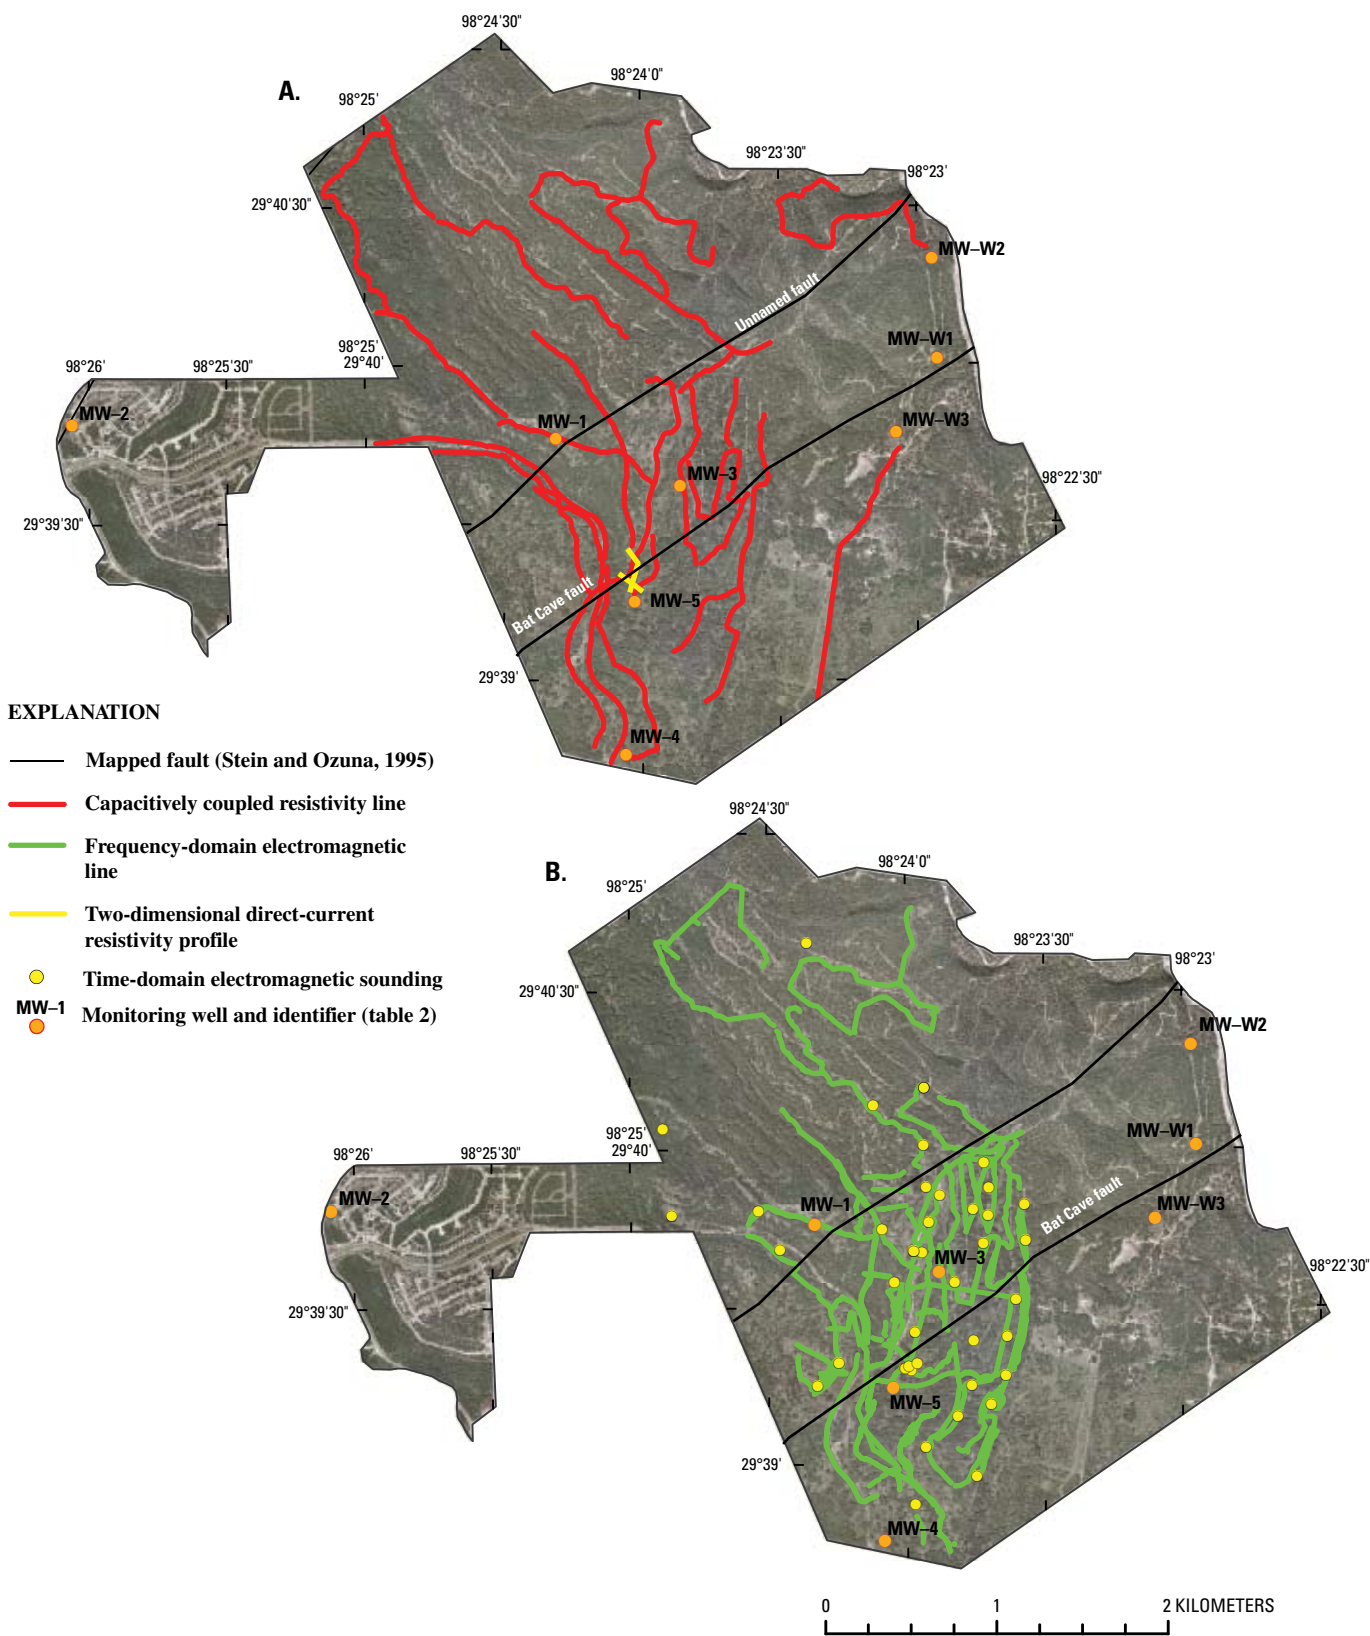 98°24'30"
A.
98°24'0"
98°25'
98°23'30"
98°23'
29°40'30"
MW–W2
Unnamed fault
MW–W1
98°25'
29°40'
98°26'
98°25'30"
MW–2
MW–1
MW–W3
MW–3
98°22'30"
29°39'30"
Bat Cave fault
MW–5
29°39'
MW–4
EXPLANATION
Mapped fault (Stein and Ozuna, 1995)
Capacitively coupled resistivity line
Frequency-domain electromagnetic
line
Two-dimensional direct-current
resistivity profile
Time-domain electromagnetic sounding
MW–1
Monitoring well and identifier (table 2)
98°24'30"
B.
98°24'0"
98°25'
98°23'30"
98°23'
29°40'30"
MW–W2
98°25'
29°40'
MW–W1
98°26'
98°25'30"
MW–2
MW–1
Bat Cave fault
MW–W3
MW–3
98°22'30"
29°39'30"
MW–5
29°39'
MW–4
0
1
2 KILOMETERS